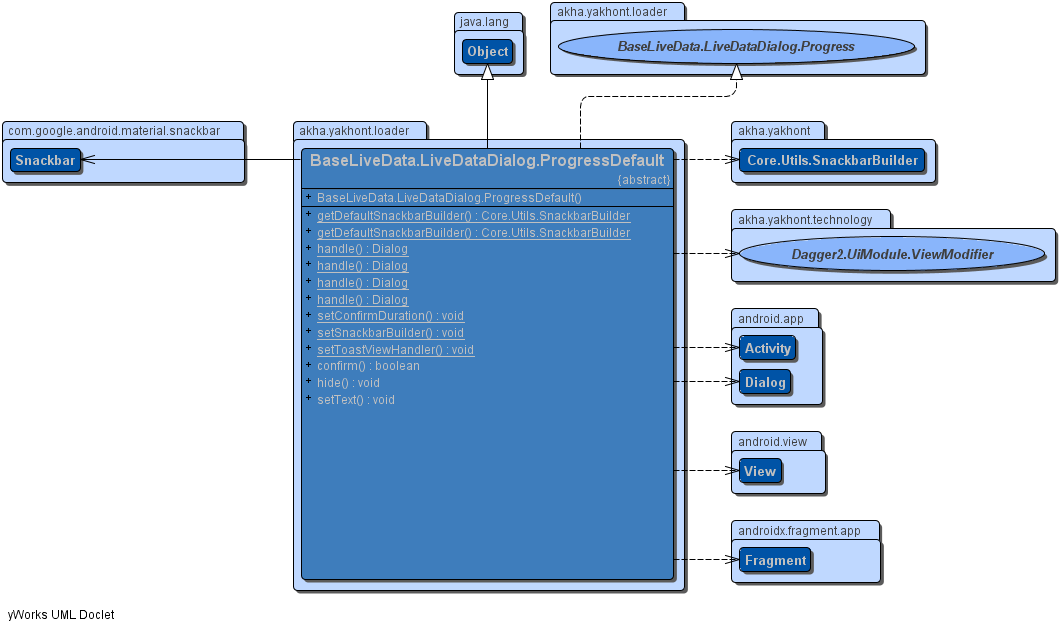 java.lang
Object
akha.yakhont.loader
BaseLiveData.LiveDataDialog.Progress
com.google.android.material.snackbar
Snackbar
akha.yakhont.loader
BaseLiveData.LiveDataDialog.ProgressDefault
{abstract}
+ BaseLiveData.LiveDataDialog.ProgressDefault()
+ getDefaultSnackbarBuilder() : Core.Utils.SnackbarBuilder
+ getDefaultSnackbarBuilder() : Core.Utils.SnackbarBuilder
+ handle() : Dialog
+ handle() : Dialog
+ handle() : Dialog
+ handle() : Dialog
+ setConfirmDuration() : void
+ setSnackbarBuilder() : void
+ setToastViewHandler() : void
+ confirm() : boolean
+ hide() : void
+ setText() : void
akha.yakhont
Core.Utils.SnackbarBuilder
akha.yakhont.technology
Dagger2.UiModule.ViewModifier
android.app
Activity
Dialog
android.view
View
androidx.fragment.app
Fragment
yWorks UML Doclet